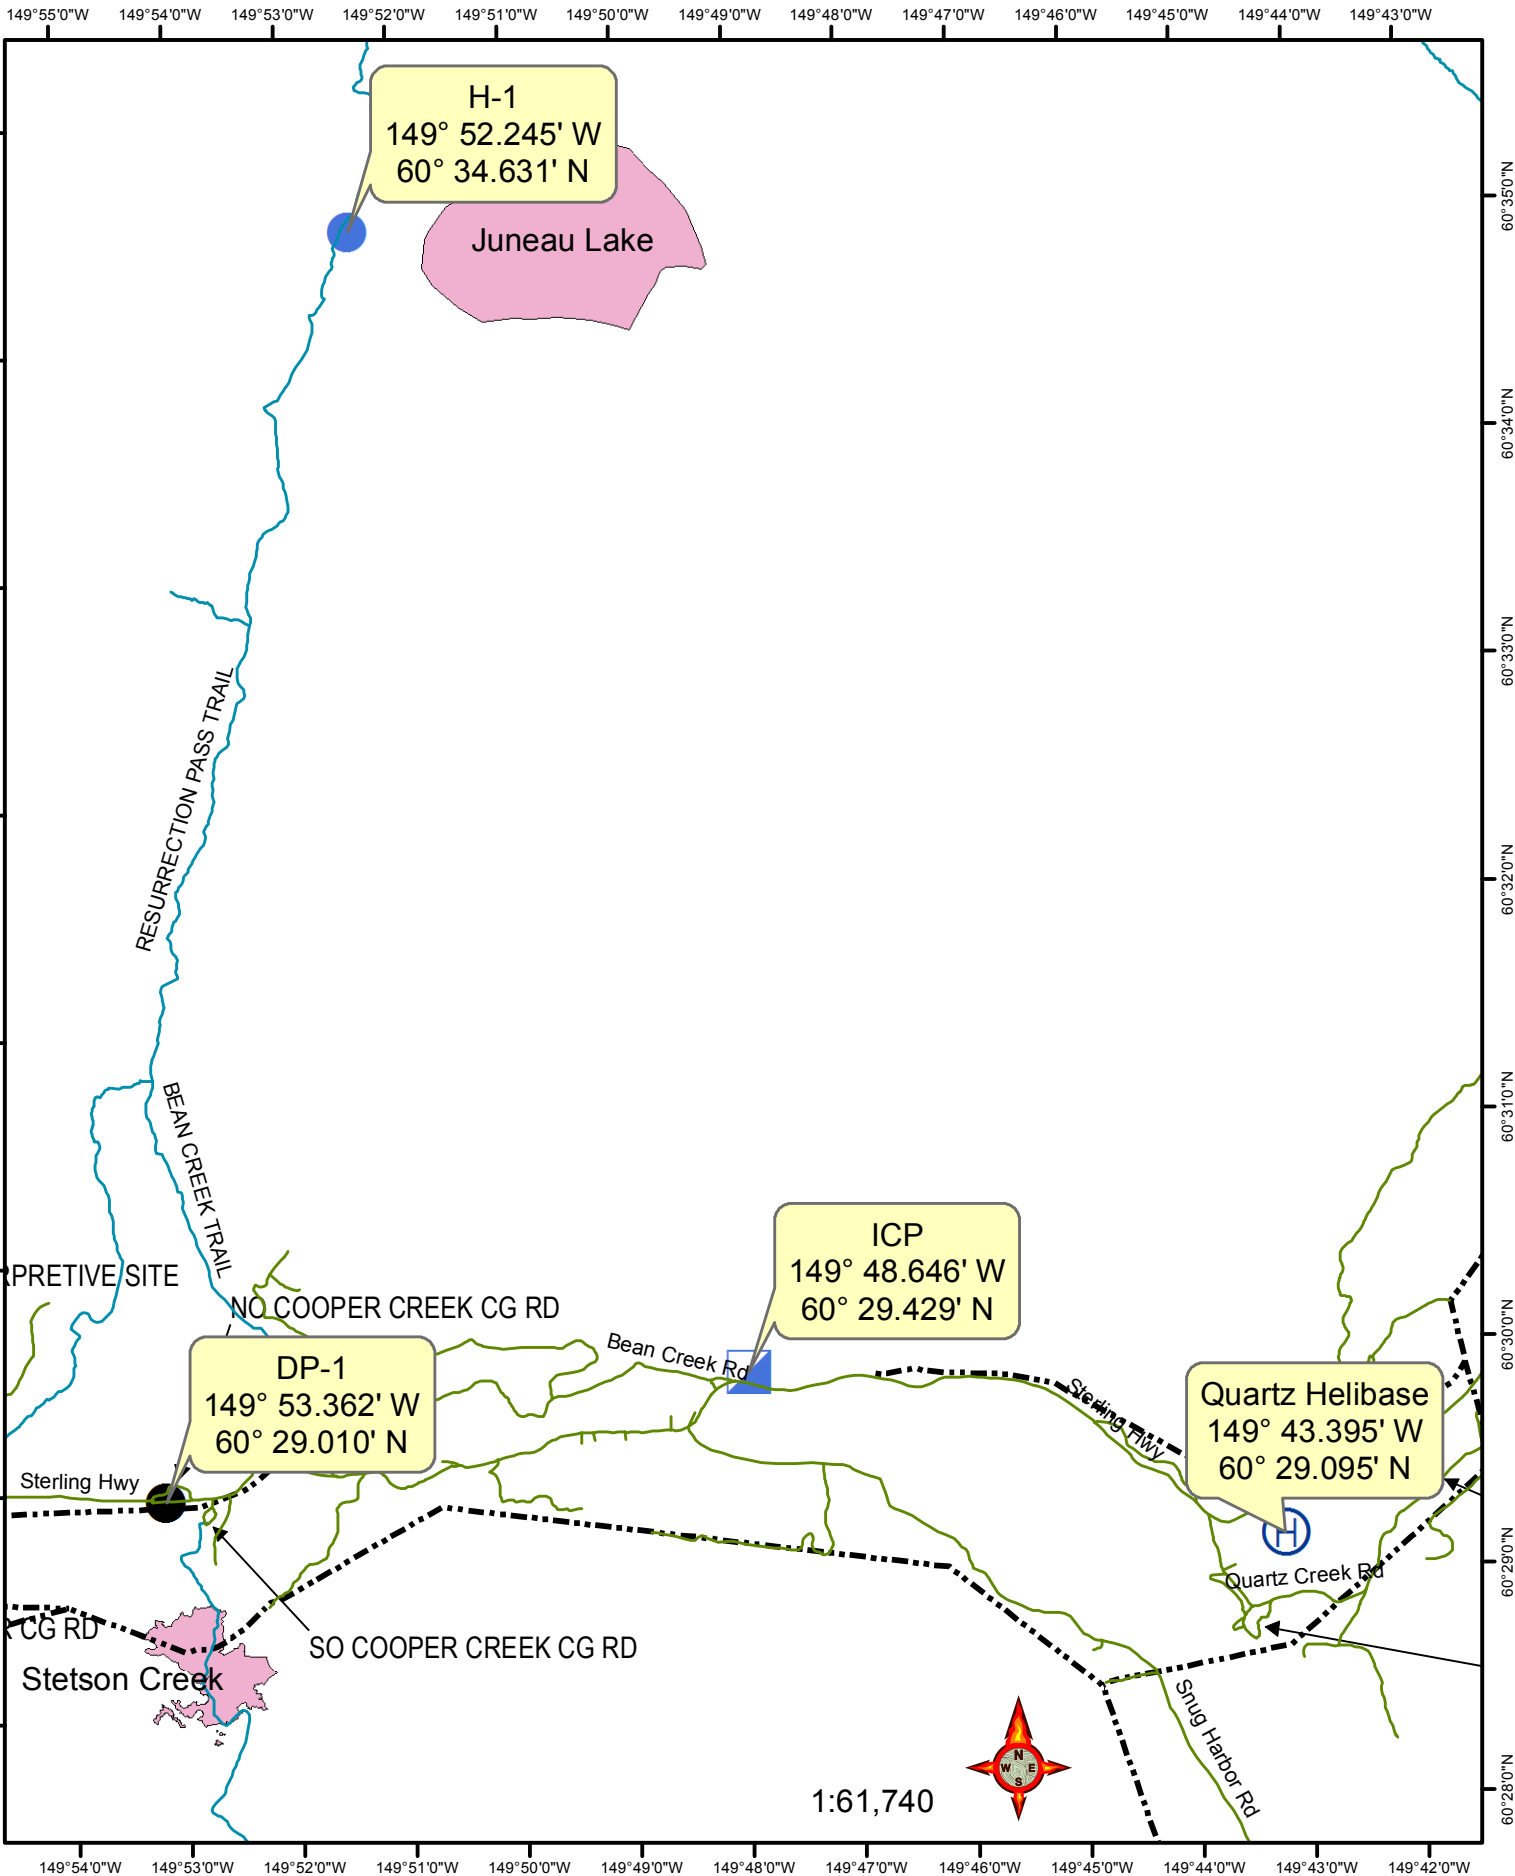 149°55'0"W 149°54'0"W 149°53'0"W 149°52'0"W 149°51'0"W 149°50'0"W 149°49'0"W 149°48'0"W 149°47'0"W 149°46'0"W 149°45'0"W 149°44'0"W 149°43'0"W
H-1
149° 52.245' W
60° 34.631' N
60°35'0"N
Juneau Lake
60°34'0"N
60°33'0"N
RESURRECTION PASS TRAIL
60°32'0"N
60°31'0"N
BEAN CREEK TRAIL
ICP
149° 48.646' W
60° 29.429' N
RPRETIVE SITE
NO COOPER CREEK CG RD
60°30'0"N
Bean Creek Rd
DP-1
149° 53.362' W
60° 29.010' N
Sterling Hwy
Quartz Helibase
149° 43.395' W
60° 29.095' N
Sterling Hwy
H
60°29'0"N
Quartz Creek Rd
R CG RD
SO COOPER CREEK CG RD
Stetson Creek
Snug Harbor Rd
N
W E
S
1:61,740
60°28'0"N
149°54'0"W 149°53'0"W 149°52'0"W 149°51'0"W 149°50'0"W 149°49'0"W 149°48'0"W 149°47'0"W 149°46'0"W 149°45'0"W 149°44'0"W 149°43'0"W 149°42'0"W